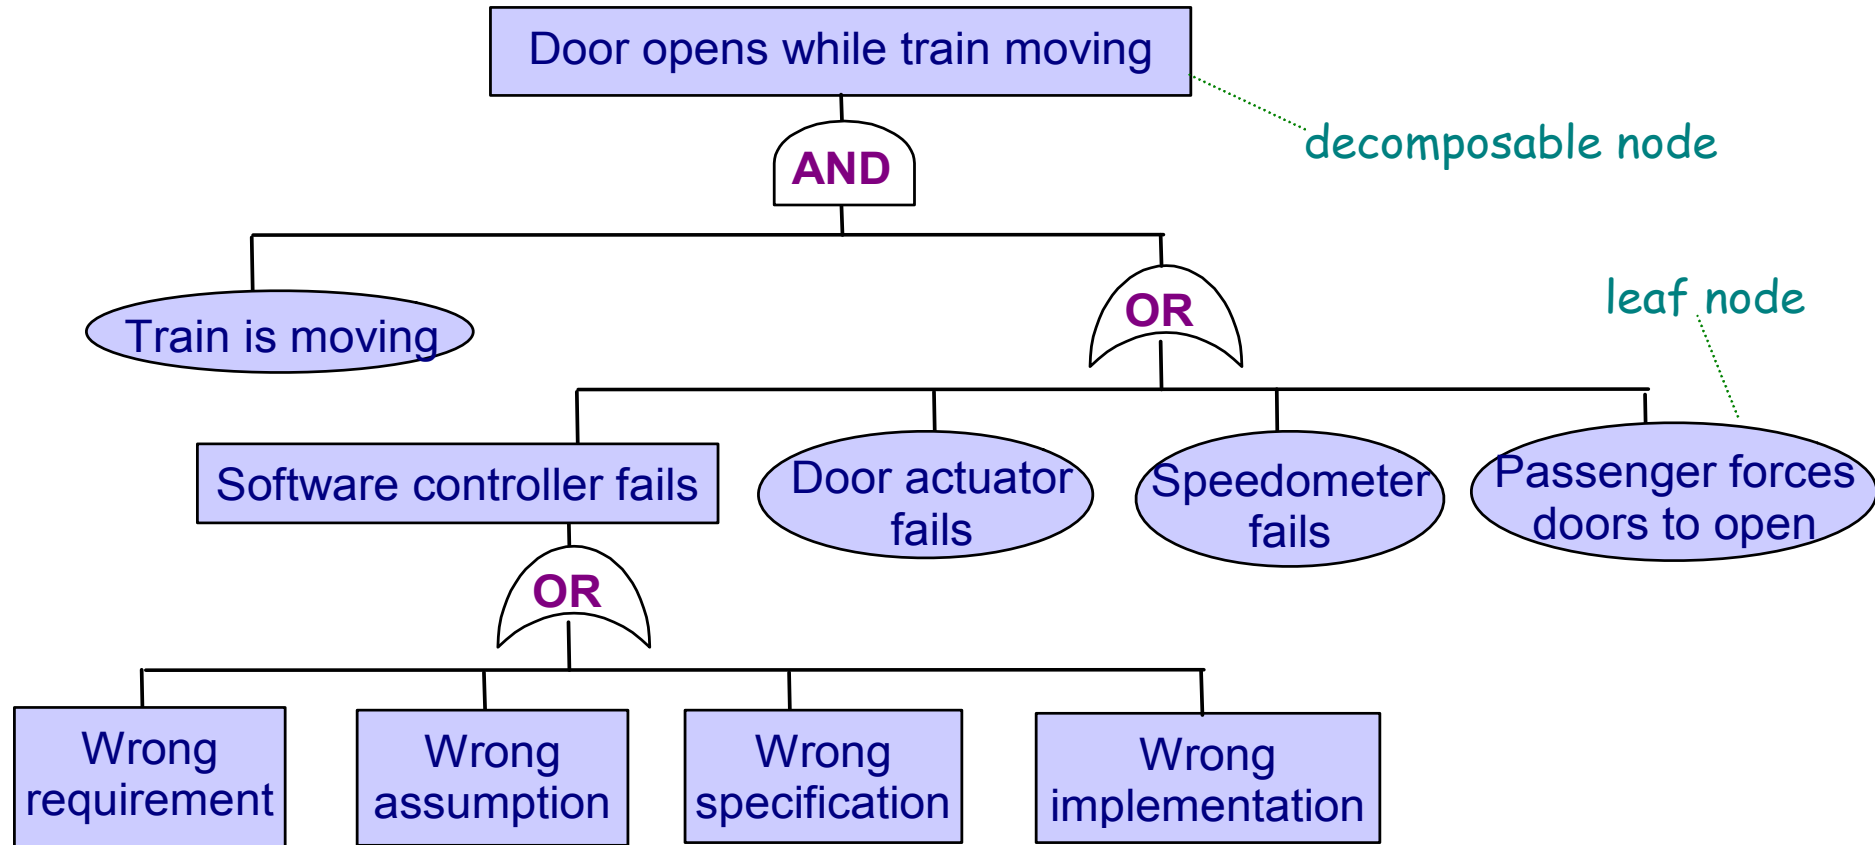 Door opens while train moving
decomposable node
AND
leaf node
OR
Train is moving
Software controller fails
Door actuator
fails
Speedometer
fails
Passenger forces
doors to open
OR
Wrong
requirement
Wrong
assumption
Wrong
specification
Wrong
implementation